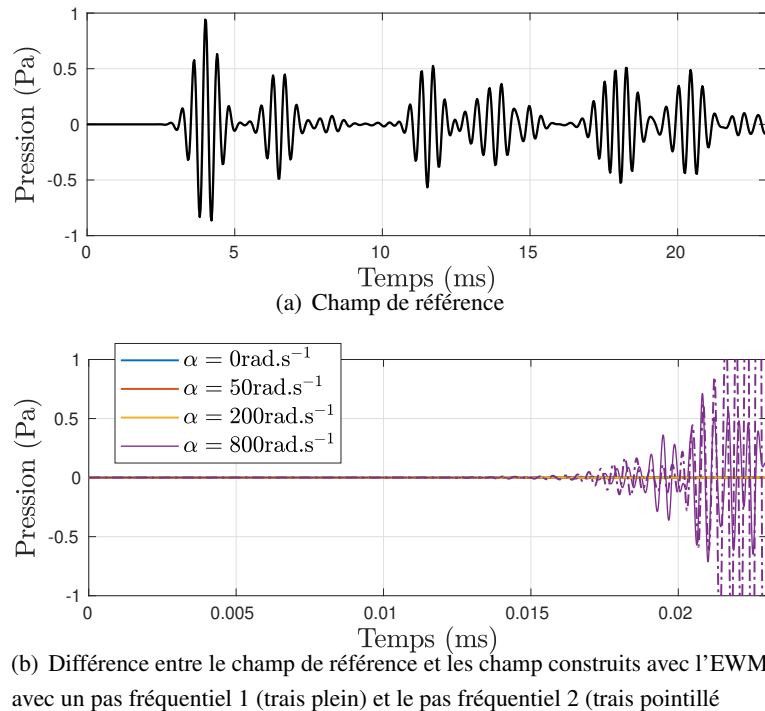 1
0.5
0
-0.5
-1
Pression (Pa)
0 5 10 15 20
Temps (ms)
(a) Champ de référence
α = 0rad.s⁻¹
α = 50rad.s⁻¹
α = 200rad.s⁻¹
α = 800rad.s⁻¹
1
0.5
0
-0.5
-1
Pression (Pa)
0 0.005 0.01 0.015 0.02
Temps (ms)
(b) Différence entre le champ de référence et les champ construits avec l'EWM
avec un pas fréquentiel 1 (trais plein) et le pas fréquentiel 2 (trais pointillé